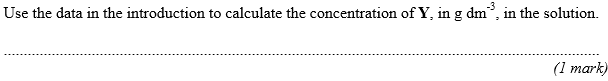 Use the data in the introduction to calculate the concentration of Y, in g dm⁻³, in the solution.
(1 mark)